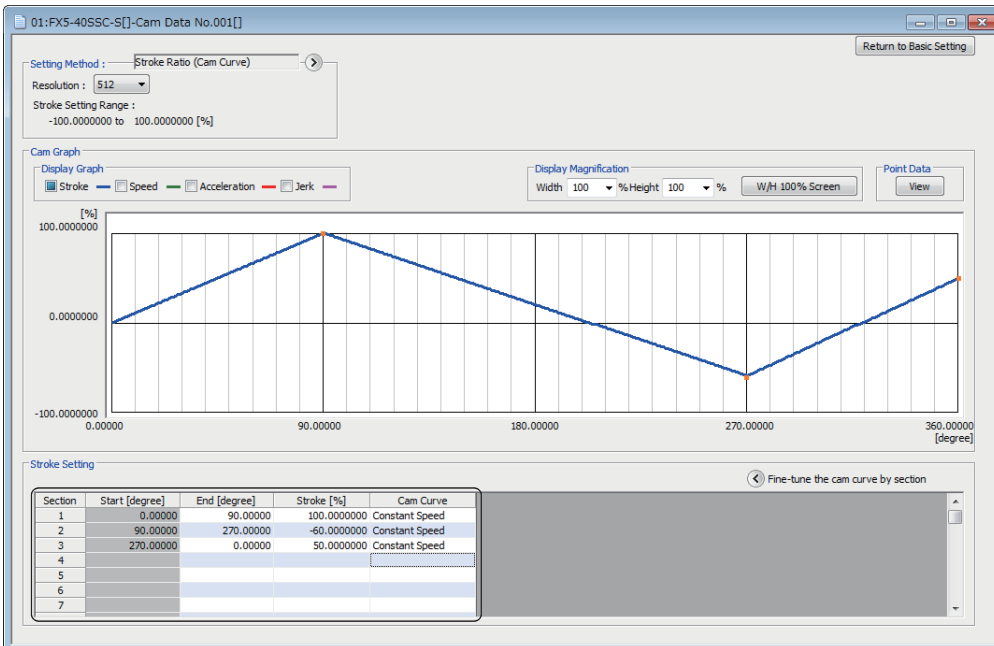 01:FX5-40SSC-S[]-Cam Data No.001[]
Return to Basic Setting
Setting Method : Stroke Ratio (Cam Curve)
Resolution : 512
Stroke Setting Range :
-100.0000000 to 100.0000000 [%]
Cam Graph
Display Graph Display Magnification Point Data
Stroke Speed Acceleration Jerk Width 100 % Height 100 % W/H 100% Screen View
[%]
100.0000000
0.0000000
-100.0000000
0.00000 90.00000 180.00000 270.00000 360.00000
[degree]
Stroke Setting
Fine-tune the cam curve by section
Section Start [degree] End [degree] Stroke [%] Cam Curve
1 0.00000 90.00000 100.0000000 Constant Speed
2 90.00000 270.00000 -60.0000000 Constant Speed
3 270.00000 0.00000 50.0000000 Constant Speed
4
5
6
7